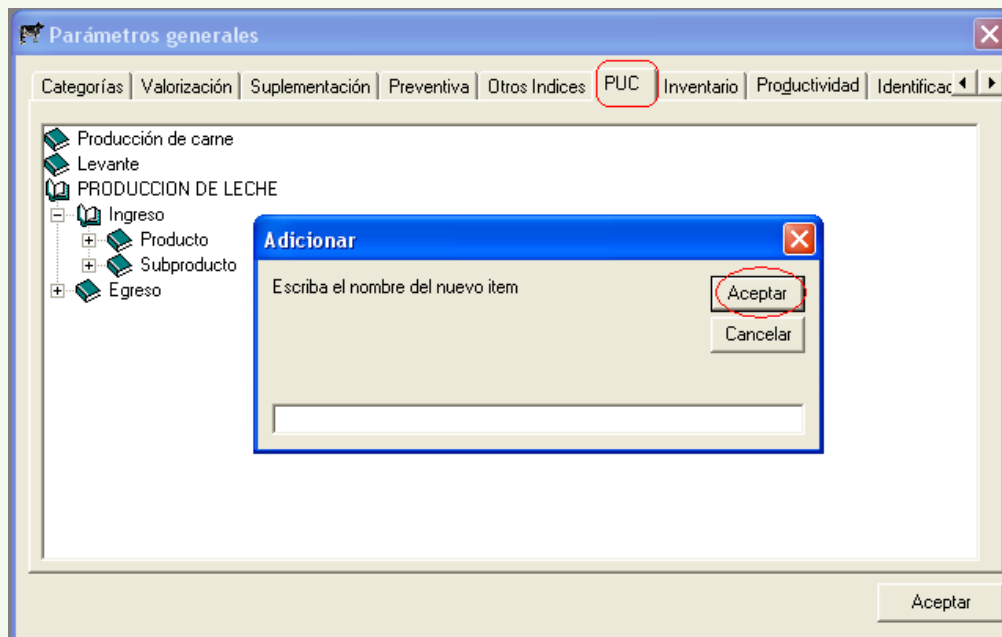 Parámetros generales
Categorías Valorización Suplementación Preventiva Otros Indices PUC Inventario Productividad Identificac
Producción de carne
Levante
PRODUCCION DE LECHE
Ingreso
Producto
Subproducto
Egreso
Adicionar
Escriba el nombre del nuevo item
Aceptar
Cancelar
Aceptar